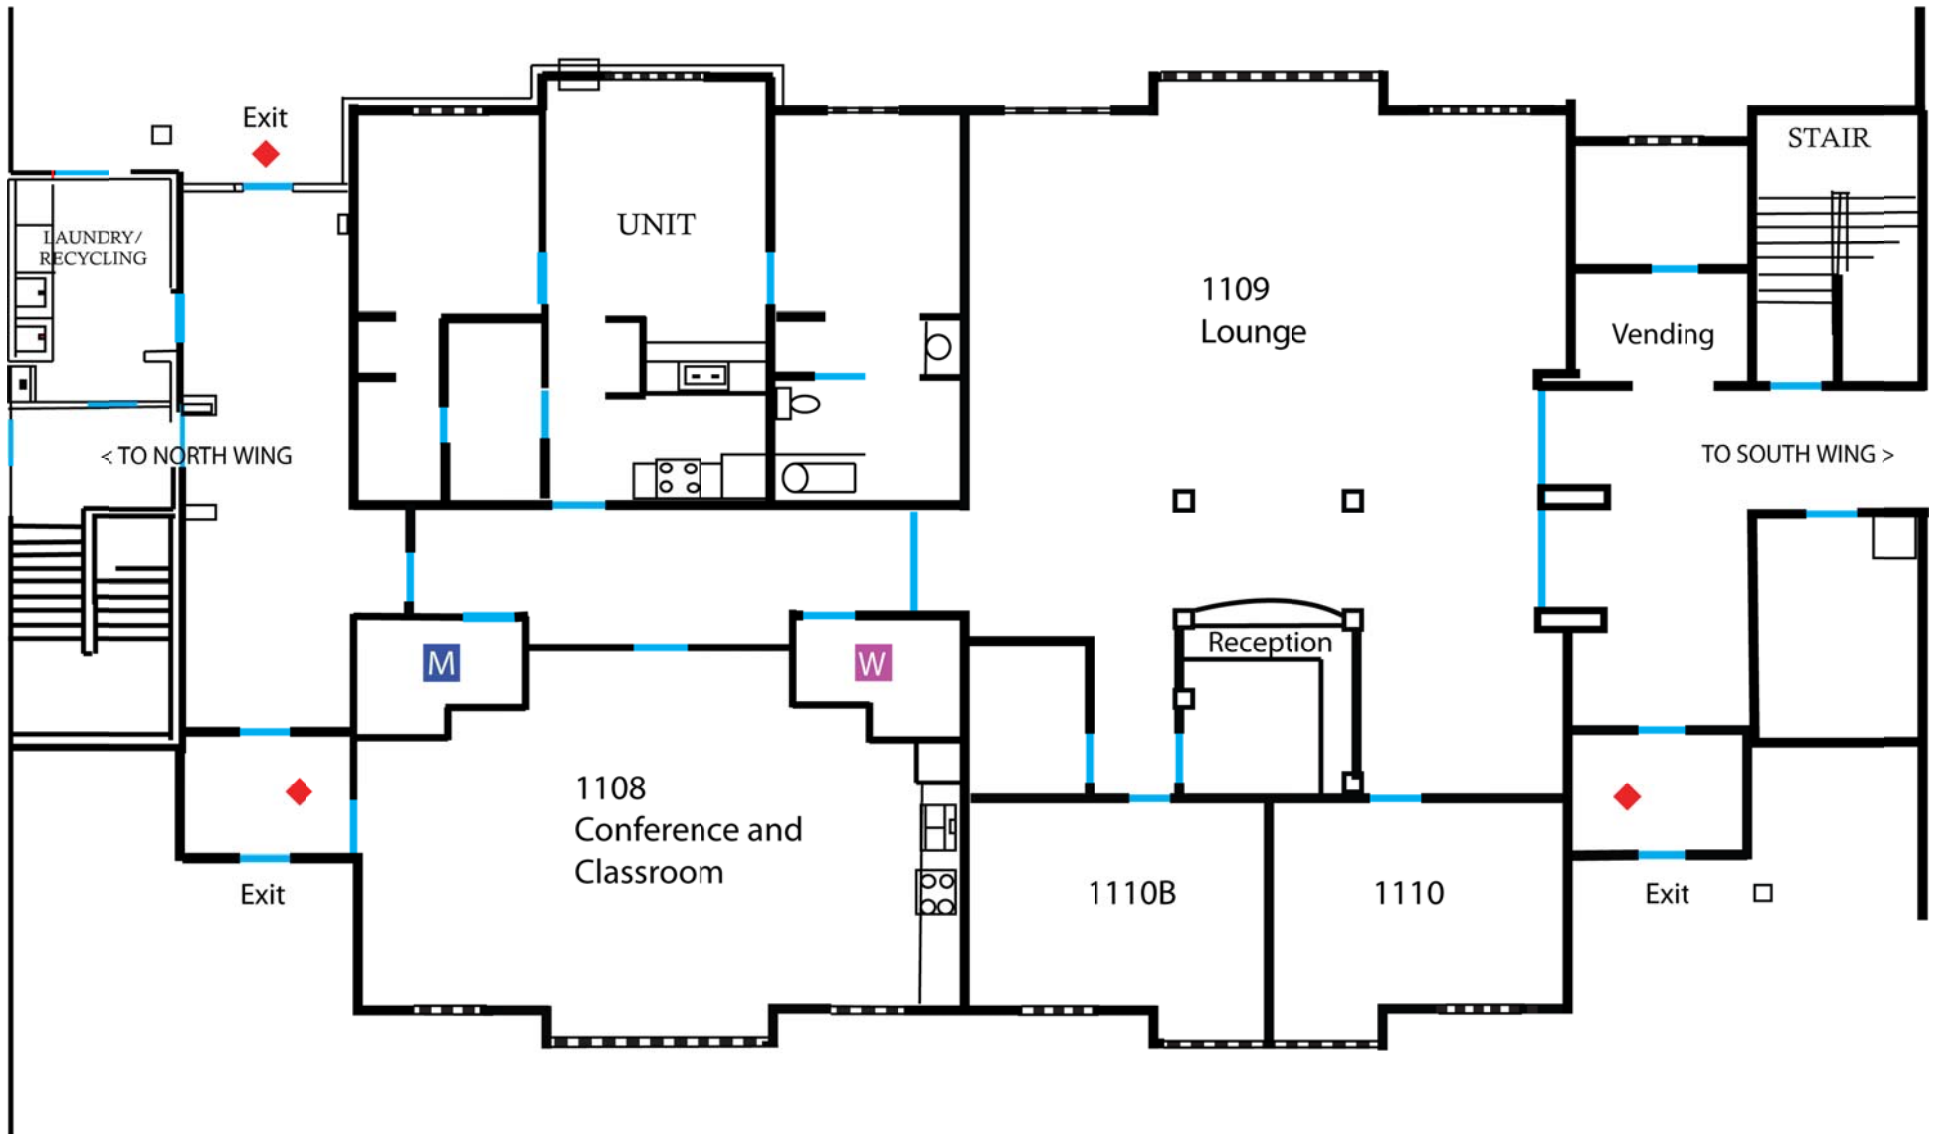 Exit
STAIR
LAUNDRY/
RECYCLING
UNIT
1109
Lounge
Vending
< TO NORTH WING
TO SOUTH WING >
Reception
M
W
1108
Conference and
Classroom
1110B
1110
Exit
Exit